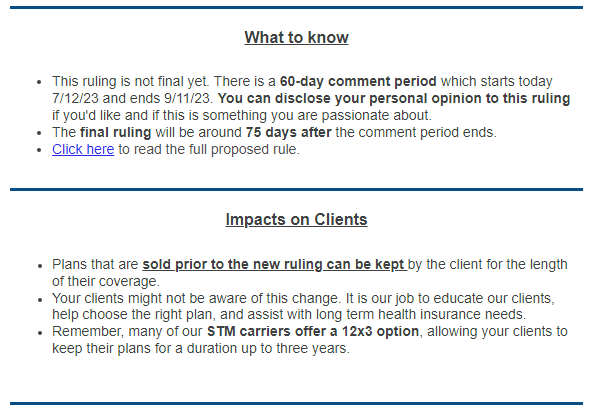 What to know
This ruling is not final yet. There is a 60-day comment period which starts today
7/12/23 and ends 9/11/23. You can disclose your personal opinion to this ruling
if you'd like and if this is something you are passionate about.
The final ruling will be around 75 days after the comment period ends.
Click here to read the full proposed rule.
Impacts on Clients
Plans that are sold prior to the new ruling can be kept by the client for the length
of their coverage.
Your clients might not be aware of this change. It is our job to educate our clients,
help choose the right plan, and assist with long term health insurance needs.
Remember, many of our STM carriers offer a 12x3 option, allowing your clients to
keep their plans for a duration up to three years.